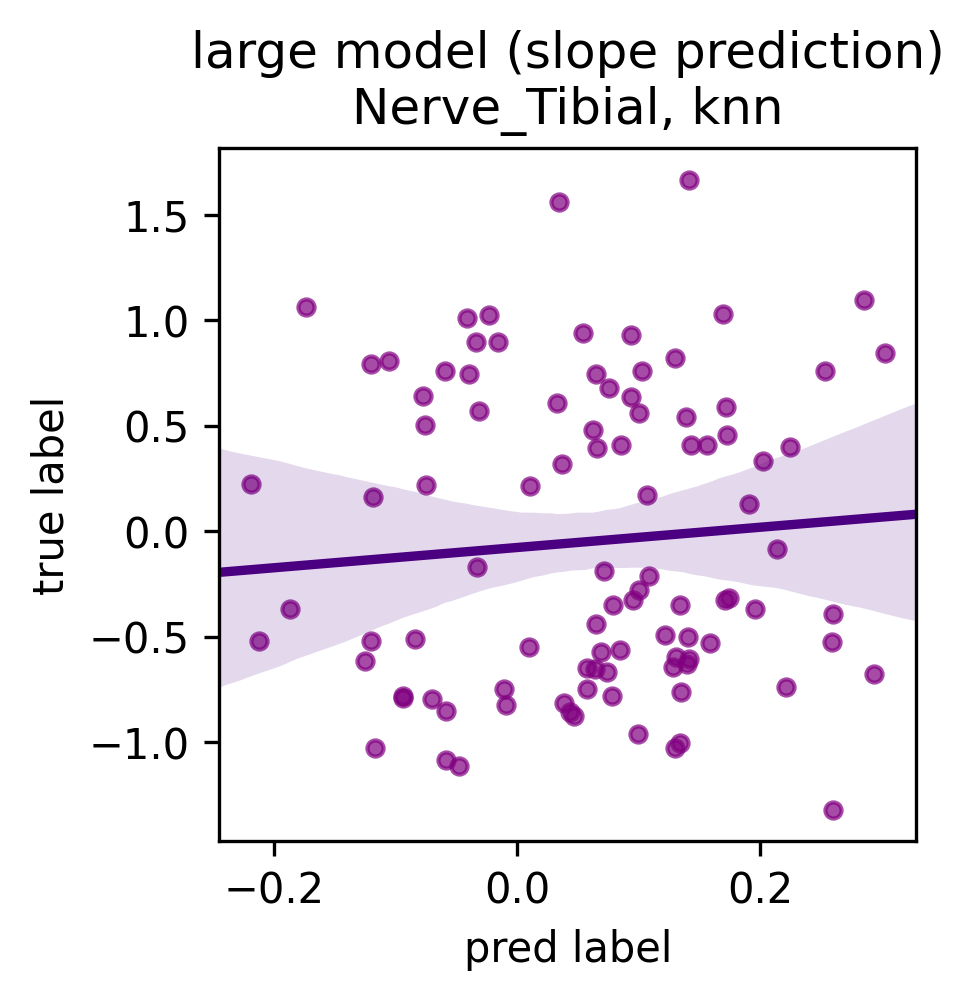 large model (slope prediction)
Nerve_Tibial, knn
true label
1.5
1.0
0.5
0.0
−0.5
−1.0
−0.2
0.0
0.2
pred label